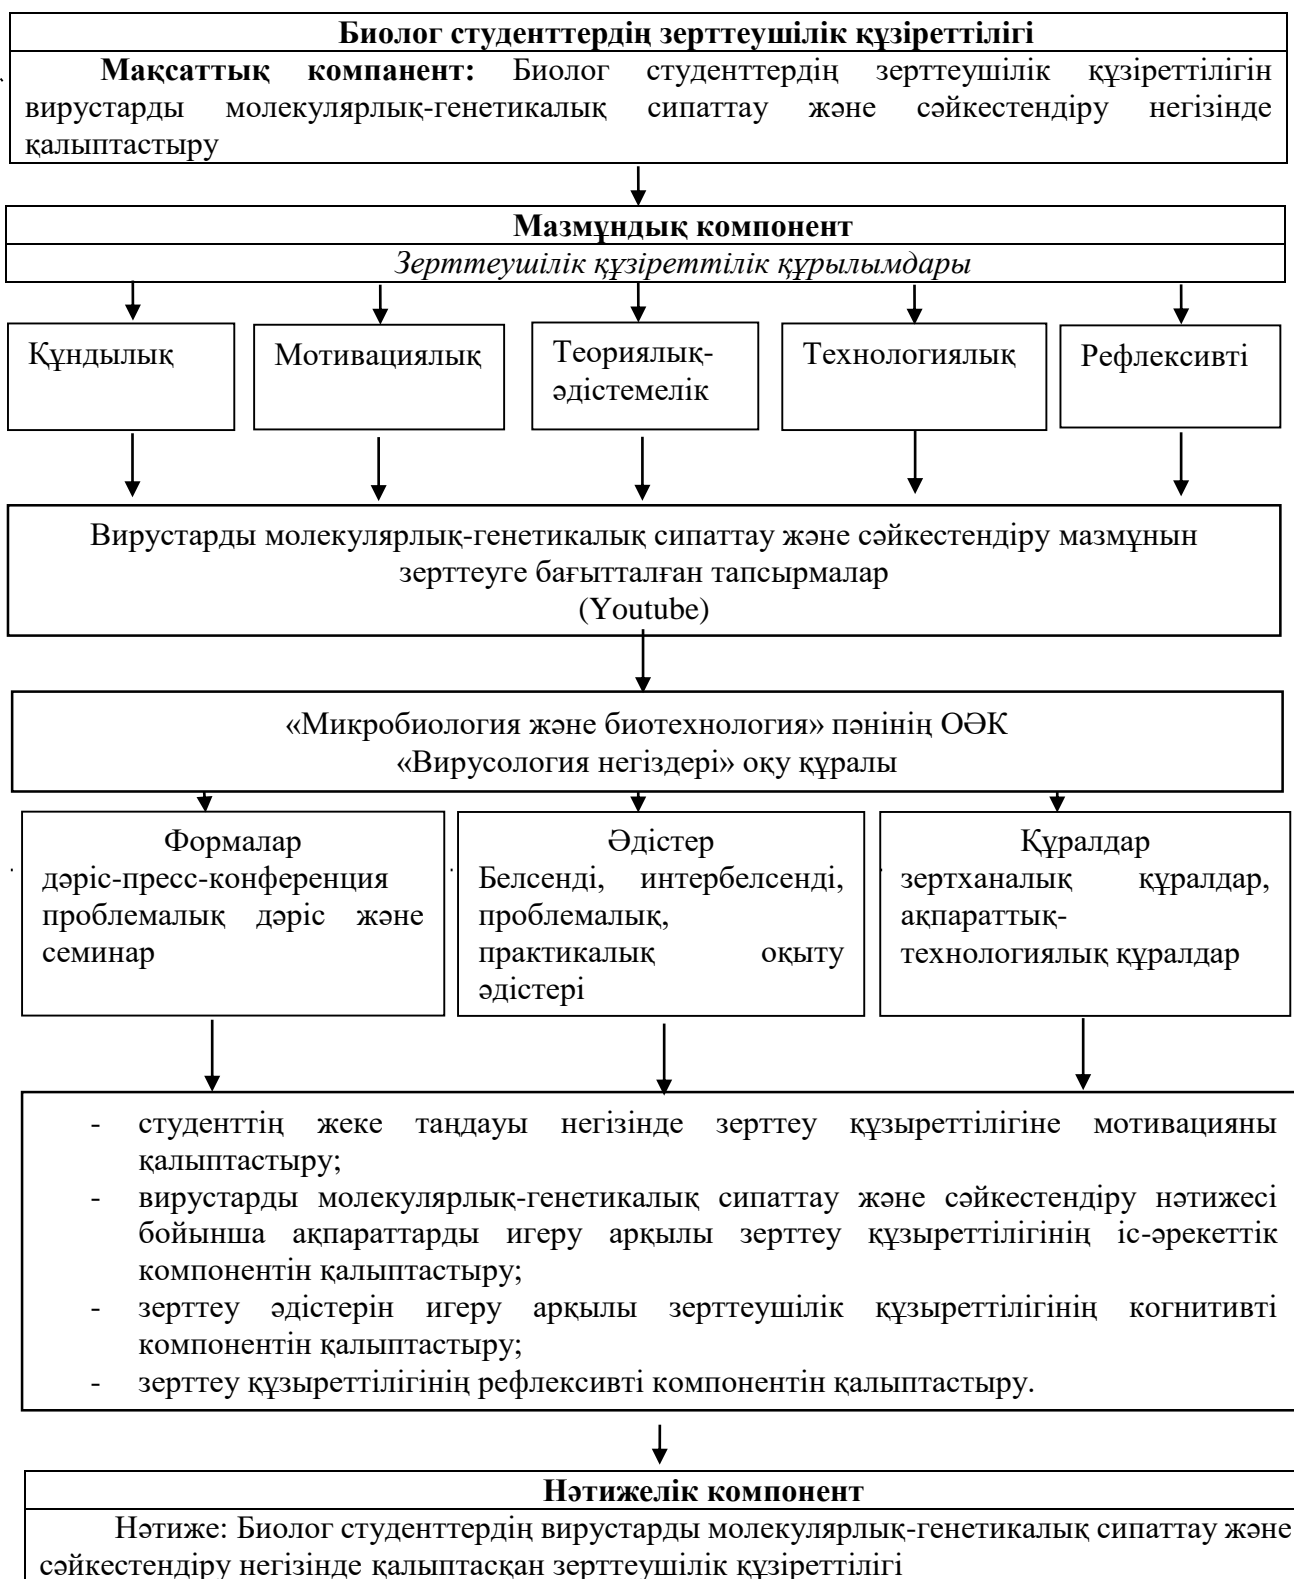 Биолог студенттердің зерттеушілік құзіреттілігі
Мақсаттық компанент: Биолог студенттердің зерттеушілік құзіреттілігін
вирустарды молекулярлық-генетикалық сипаттау және сәйкестендіру негізінде
қалыптастыру
Мазмұндық компонент
Зерттеушілік құзіреттілік құрылымдары
Құндылық
Мотивациялық
Теориялық-
әдістемелік
Технологиялық
Рефлексивті
Вирустарды молекулярлық-генетикалық сипаттау және сәйкестендіру мазмұнын
зерттеуге бағытталған тапсырмалар
(Youtube)
«Микробиология және биотехнология» пәнінің ОӘК
«Вирусология негіздері» оқу құралы
Формалар
дәріс-пресс-конференция
проблемалық дәріс және
семинар
Әдістер
Белсенді, интербелсенді,
проблемалық,
практикалық оқыту
әдістері
Құралдар
зертханалық құралдар,
ақпараттық-
технологиялық құралдар
- студенттің жеке таңдауы негізінде зерттеу құзыреттілігіне мотивацияны
қалыптастыру;
- вирустарды молекулярлық-генетикалық сипаттау және сәйкестендіру нәтижесі
бойынша ақпараттарды игеру арқылы зерттеу құзыреттілігінің іс-әрекеттік
компонентін қалыптастыру;
- зерттеу әдістерін игеру арқылы зерттеушілік құзыреттілігінің когнитивті
компонентін қалыптастыру;
- зерттеу құзыреттілігінің рефлексивті компонентін қалыптастыру.
Нәтижелік компонент
Нәтиже: Биолог студенттердің вирустарды молекулярлық-генетикалық сипаттау және
сәйкестендіру негізінде қалыптасқан зерттеушілік құзіреттілігі